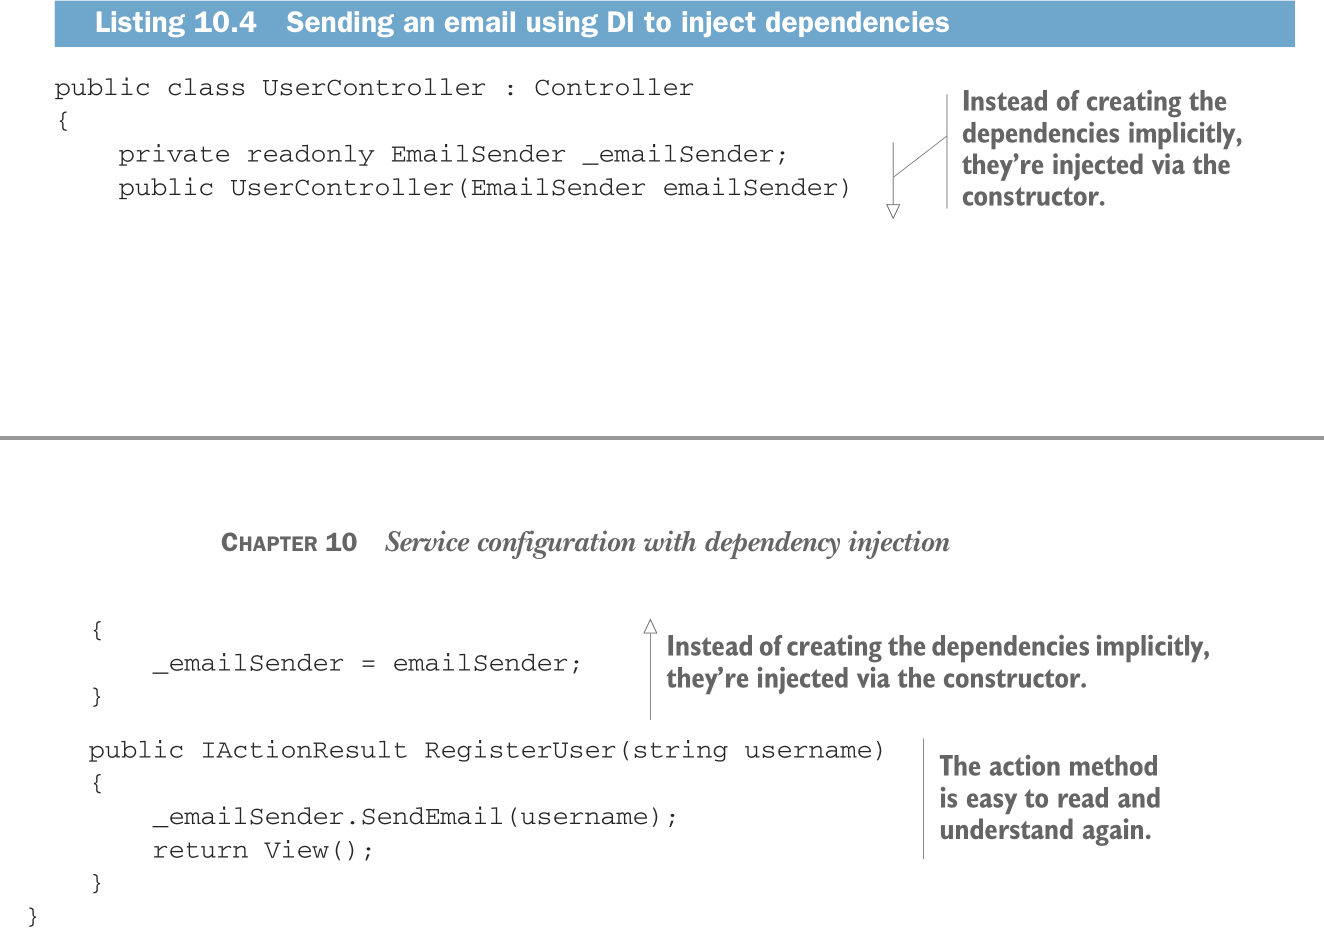 Listing 10.4 Sending an email using DI to inject dependencies
public class UserController : Controller
{
private readonly EmailSender _emailSender;
public UserController(EmailSender emailSender)
Instead of creating the
dependencies implicitly,
they’re injected via the
constructor.
CHAPTER 10 Service configuration with dependency injection
{
_emailSender = emailSender;
}
Instead of creating the dependencies implicitly,
they’re injected via the constructor.
public IActionResult RegisterUser(string username)
{
_emailSender.SendEmail(username);
return View();
}
The action method
is easy to read and
understand again.
}